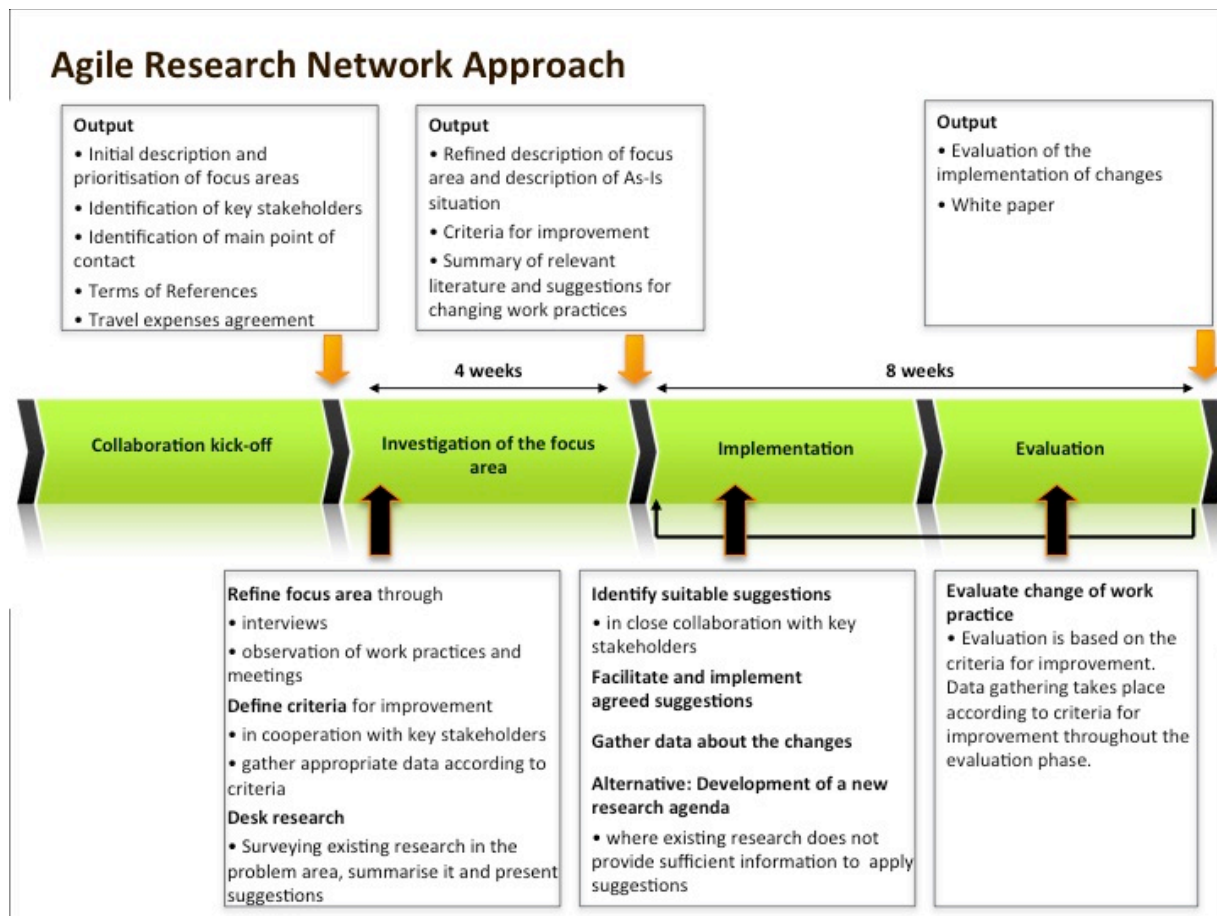 Agile Research Network Approach
Output
• Initial description and
prioritisation of focus areas
• Identification of key stakeholders
• Identification of main point of
contact
• Terms of References
• Travel expenses agreement
Output
• Refined description of focus
area and description of As-Is
situation
• Criteria for improvement
• Summary of relevant
literature and suggestions for
changing work practices
Output
• Evaluation of the
implementation of changes
• White paper
4 weeks
8 weeks
Collaboration kick-off
Investigation of the focus
area
Implementation
Evaluation
Refine focus area through
• interviews
• observation of work practices and
meetings
Define criteria for improvement
• in cooperation with key stakeholders
• gather appropriate data according to
criteria
Desk research
• Surveying existing research in the
problem area, summarise it and present
suggestions
Identify suitable suggestions
• in close collaboration with key
stakeholders
Facilitate and implement
agreed suggestions
Gather data about the changes
Alternative: Development of a new
research agenda
• where existing research does not
provide sufficient information to apply
suggestions
Evaluate change of work
practice
• Evaluation is based on the
criteria for improvement.
Data gathering takes place
according to criteria for
improvement throughout the
evaluation phase.